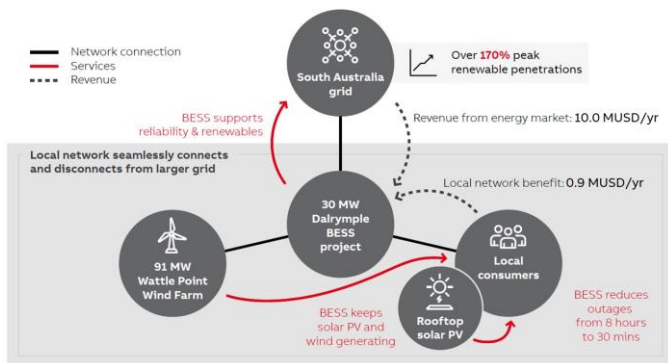 Network connection
Services
Revenue
South Australia
grid
Over 170% peak
renewable penetrations
BESS supports
reliability & renewables
Revenue from energy market: 10.0 MUSD/yr
Local network seamlessly connects
and disconnects from larger grid
Local network benefit: 0.9 MUSD/yr
30 MW
Dalrymple
BESS
project
91 MW
Wattle Point
Wind Farm
Local
consumers
BESS keeps
solar PV and
wind generating
Rooftop
solar PV
BESS reduces
outages
from 8 hours
to 30 mins